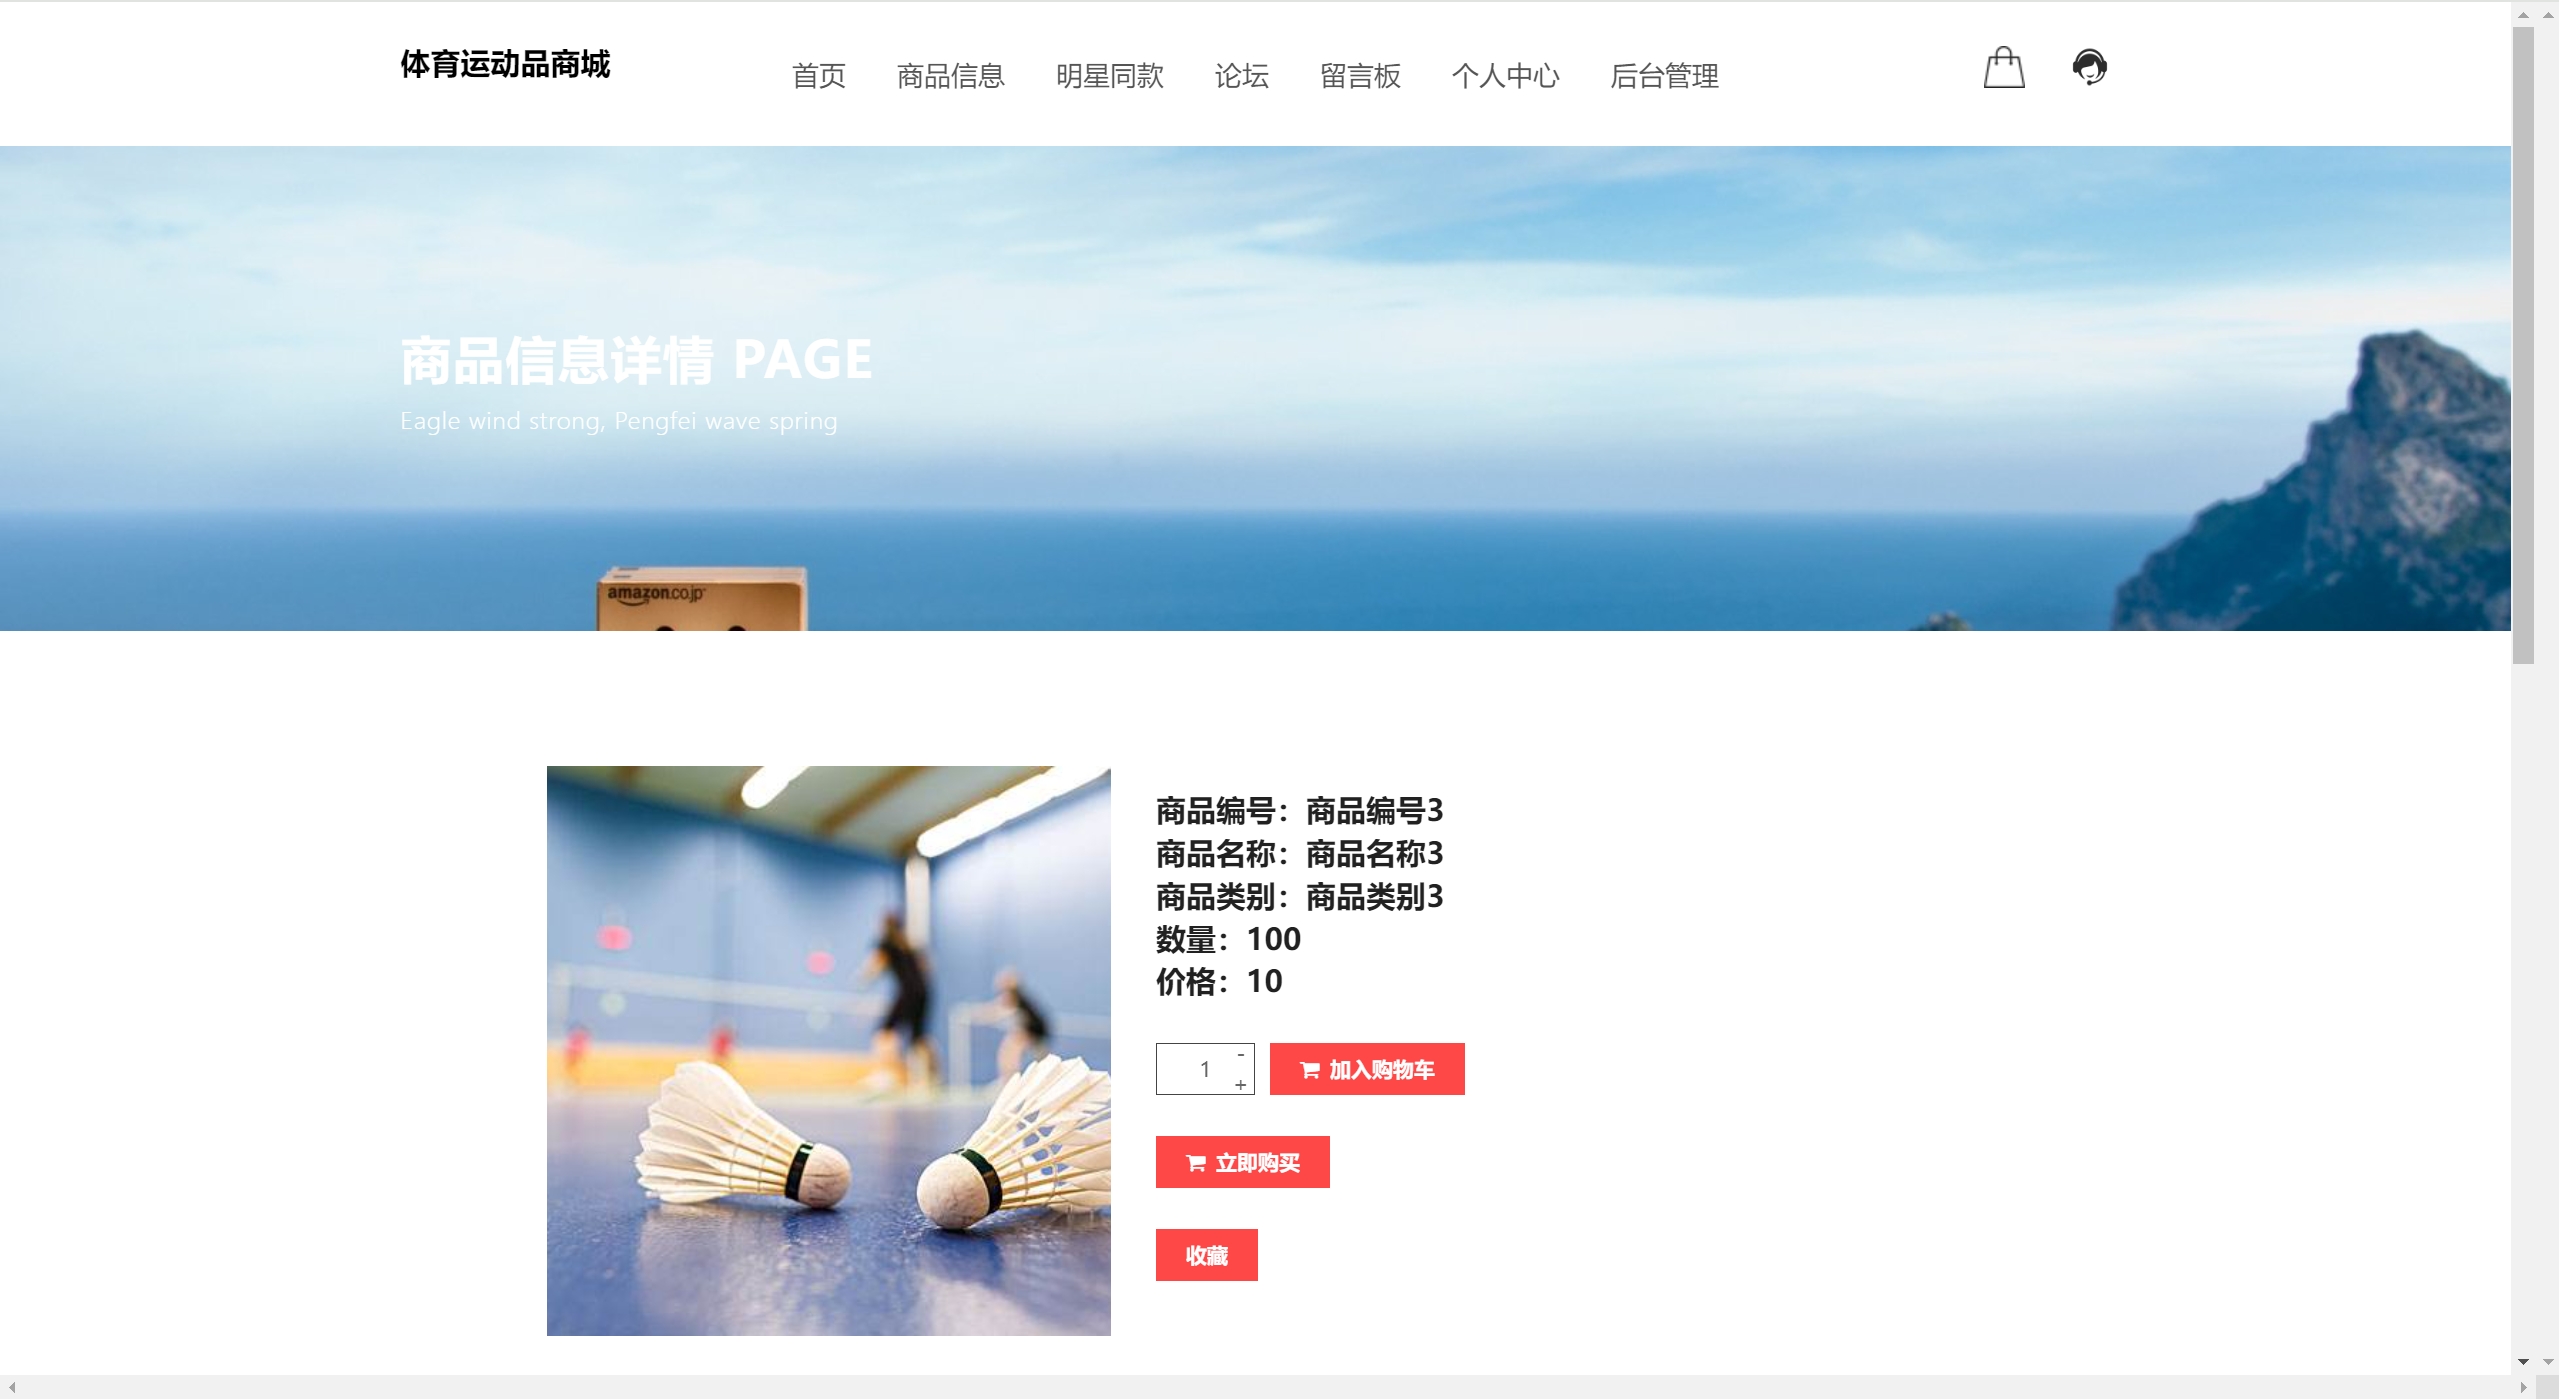 体育运动品商城
首页 商品信息 明星同款 论坛 留言板 个人中心 后台管理
商品信息详情 PAGE
Eagle wind strong, Pengfei wave spring
amazon.co.jp
商品编号：商品编号3
商品名称：商品名称3
商品类别：商品类别3
数量：100
价格：10
1 - +
加入购物车
立即购买
收藏